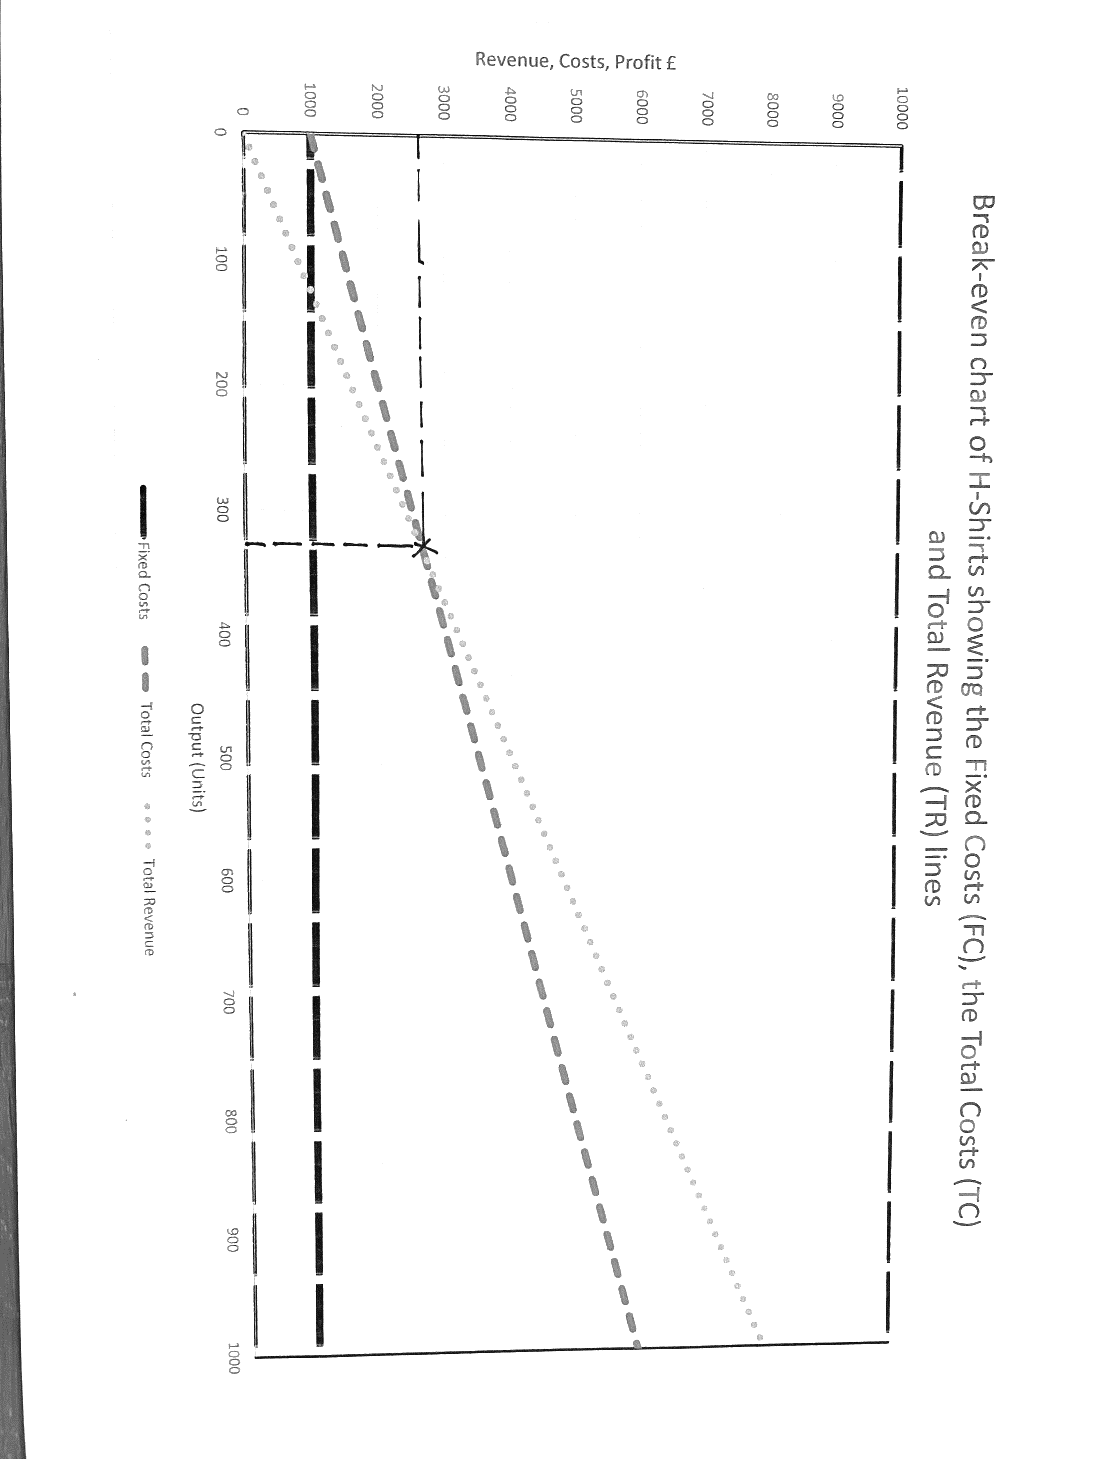 Break-even chart of H-Shirts showing the Fixed Costs (FC), the Total Costs (TC)
and Total Revenue (TR) lines
Revenue, Costs, Profit £
10000
9000
8000
7000
6000
5000
4000
3000
2000
1000
0
0 100 200 300 400 500 600 700 800 900 1000
Output (Units)
Fixed Costs Total Costs Total Revenue